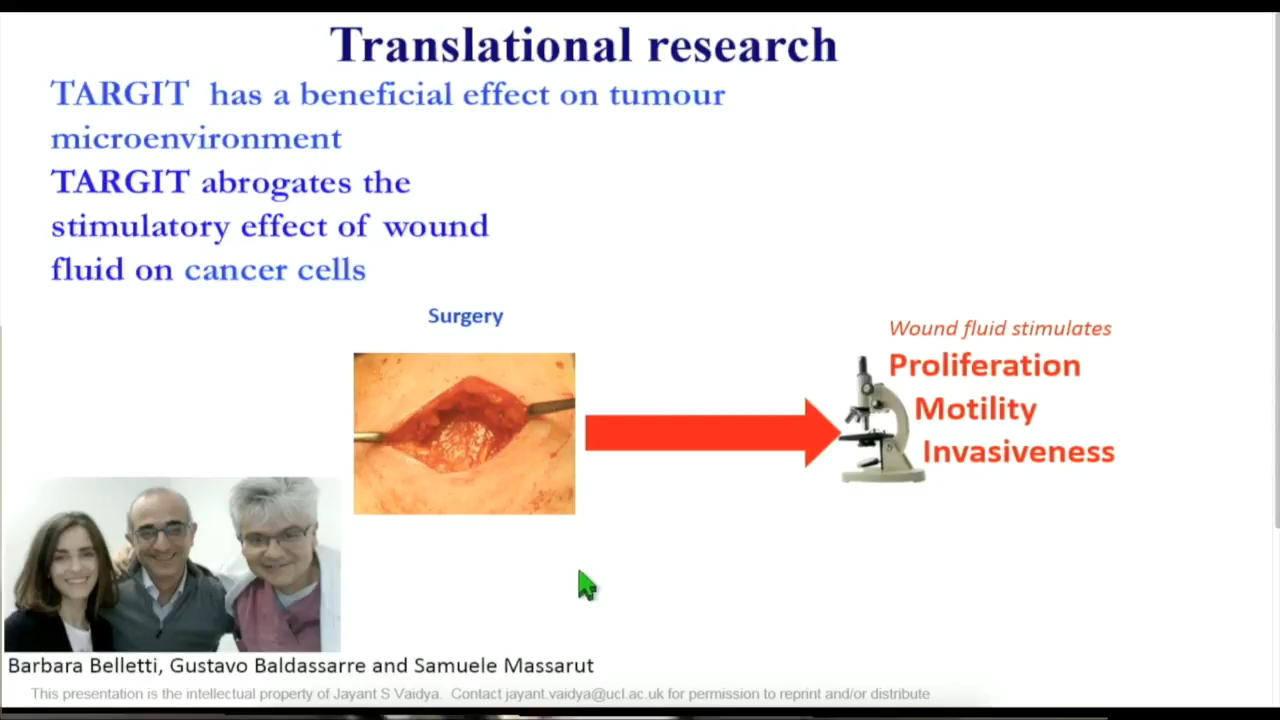 Translational research
TARGIT has a beneficial effect on tumour
microenvironment
TARGIT abrogates the
stimulatory effect of wound
fluid on cancer cells
Surgery
Wound fluid stimulates
Proliferation
Motility
Invasiveness
Barbara Belletti, Gustavo Baldassarre and Samuele Massarut
This presentation is the intellectual property of Jayant S Vaidya. Contact jayant.vaidya@ucl.ac.uk for permission to reprint and/or distribute